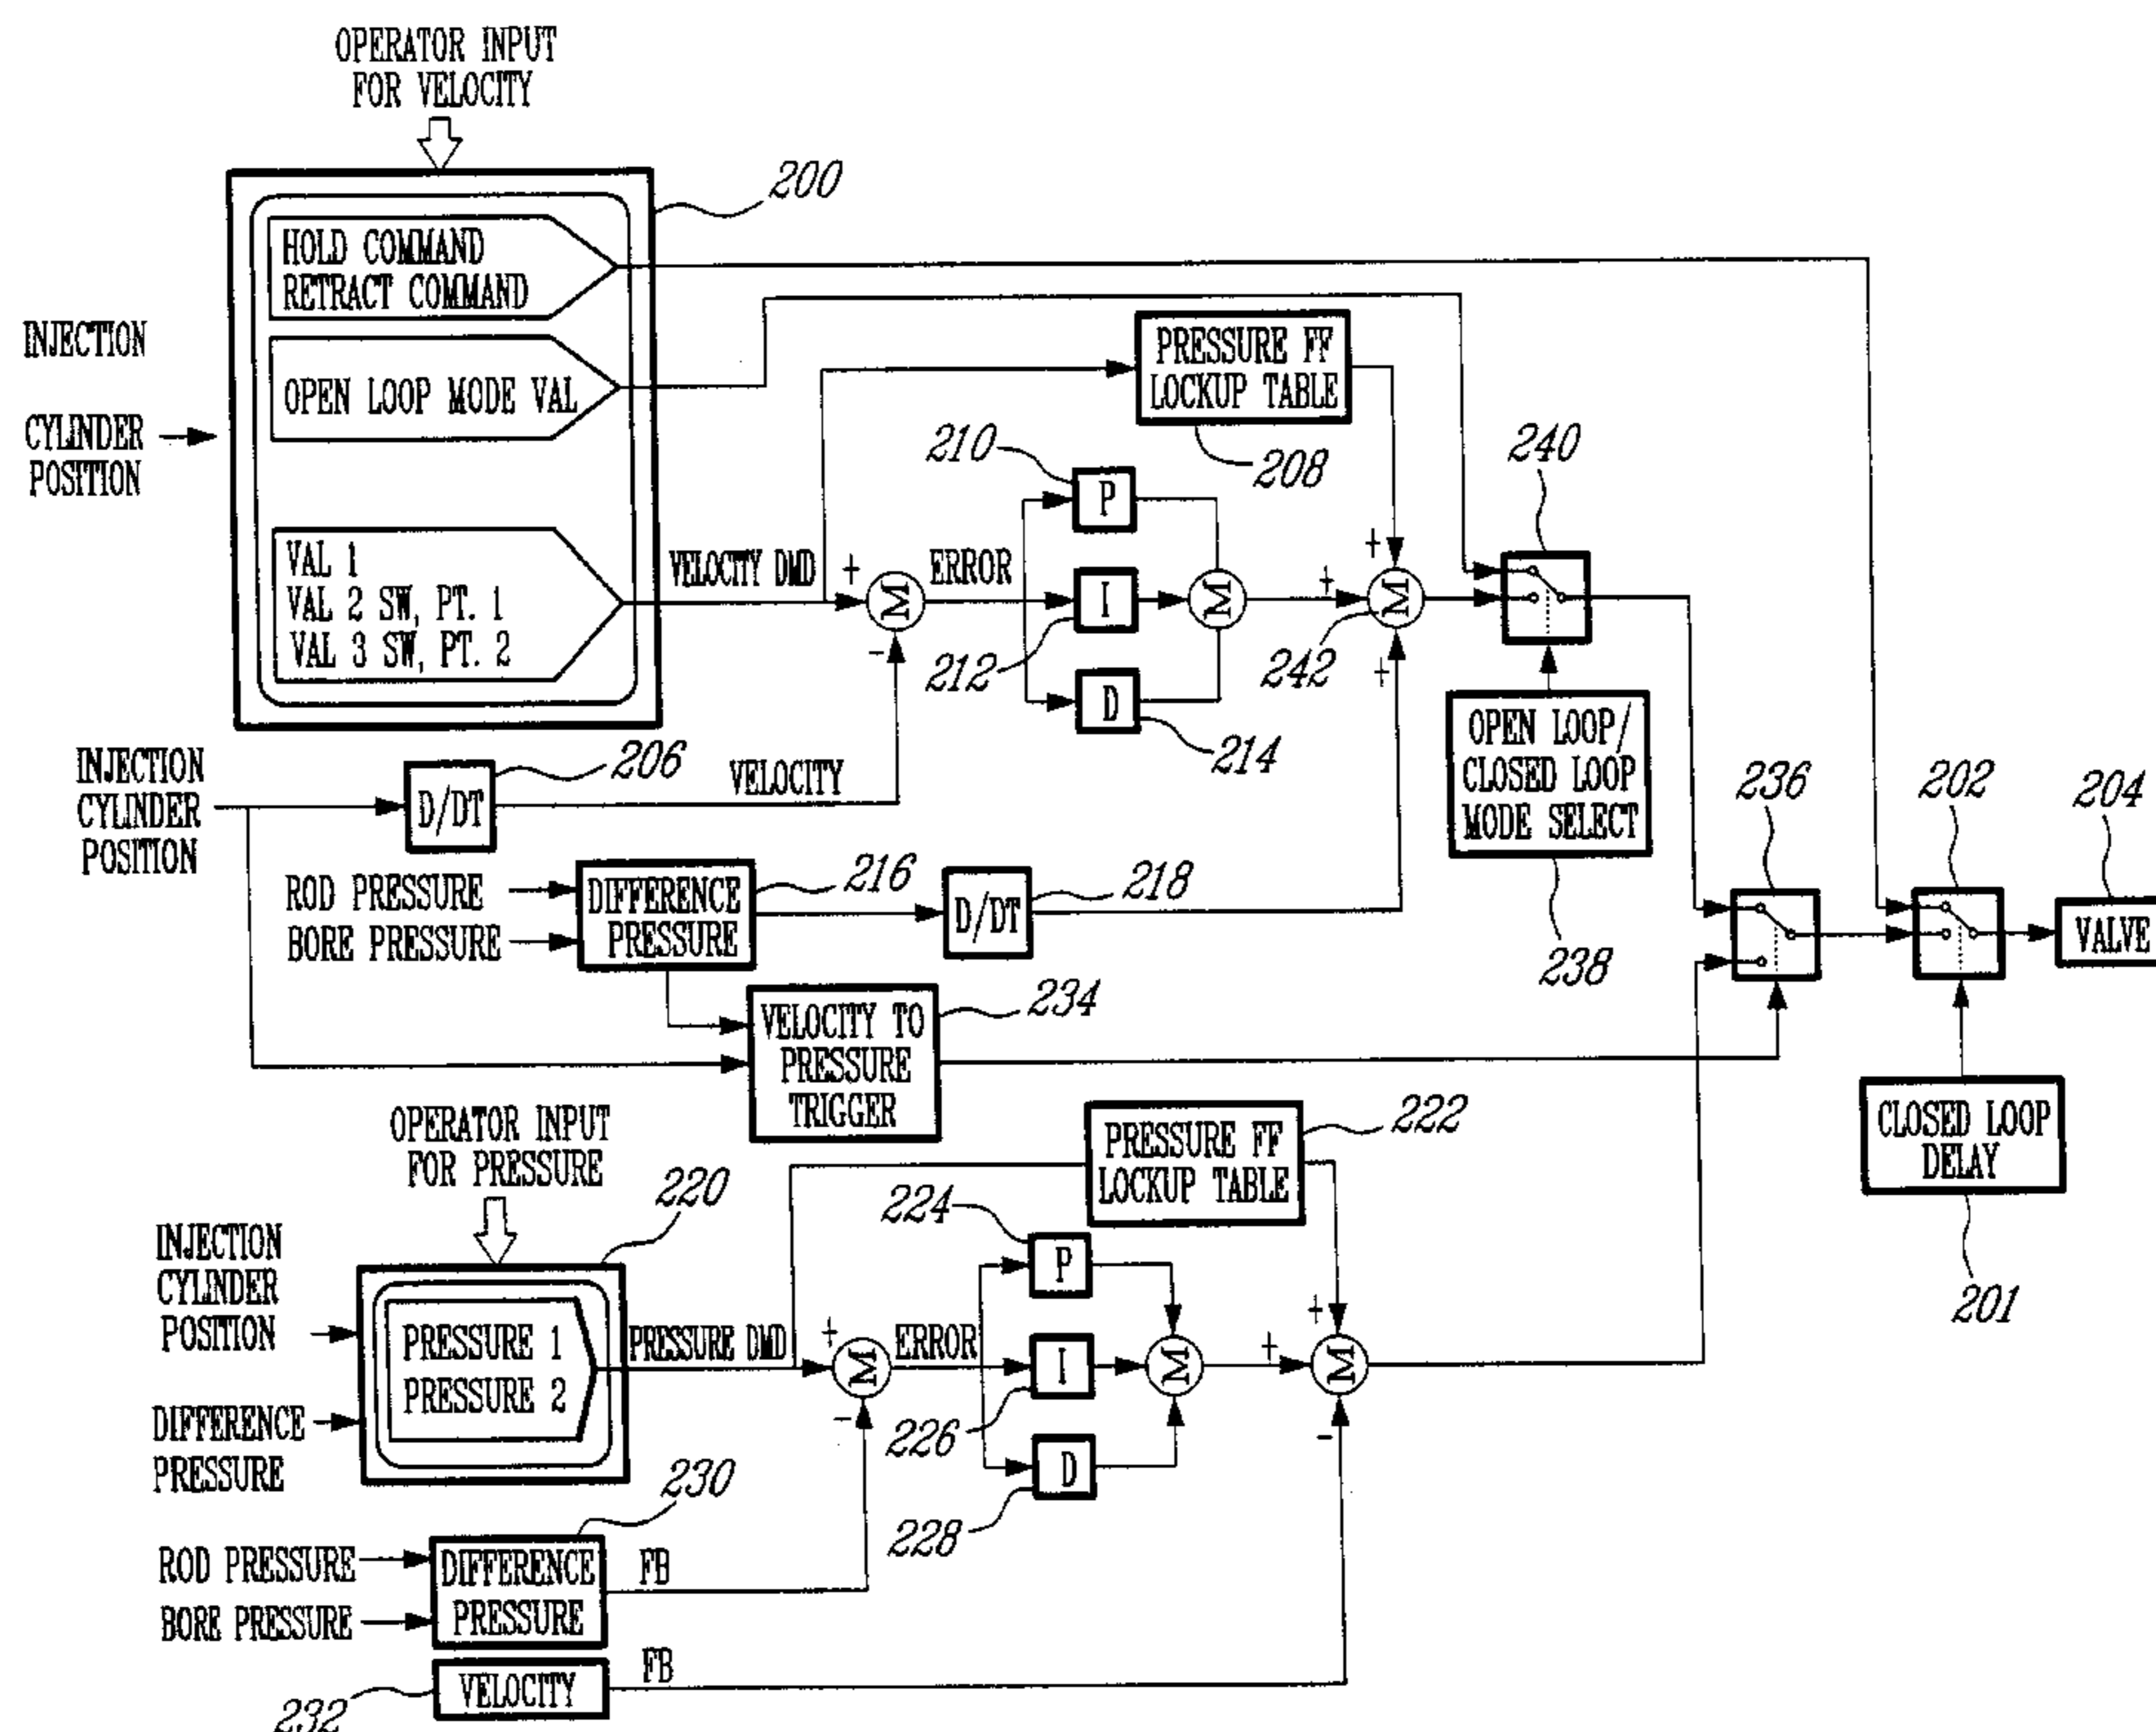 OPERATOR INPUT
FOR VELOCITY
200
HOLD COMMAND
RETRACT COMMAND
INJECTION
CYLINDER
POSITION
OPEN LOOP MODE VAL
PRESSURE FF
LOCKUP TABLE
208
210
P
240
VAL 1
VAL 2 SW, PT. 1
VAL 3 SW, PT. 2
VELOCITY DMD
+
M
-
ERROR
I
212
M
D
214
+
+
M
+
242
OPEN LOOP/
CLOSED LOOP
MODE SELECT
238
INJECTION
CYLINDER
POSITION
D/DT
206
VELOCITY
236
202
204
VALVE
ROD PRESSURE
BORE PRESSURE
DIFFERENCE
PRESSURE
216
D/DT
218
VELOCITY TO
PRESSURE
TRIGGER
234
CLOSED LOOP
DELAY
201
OPERATOR INPUT
FOR PRESSURE
220
PRESSURE FF
LOCKUP TABLE
222
224
P
INJECTION
CYLINDER
POSITION
DIFFERENCE
PRESSURE
PRESSURE 1
PRESSURE 2
PRESSURE DMD
+
M
-
ERROR
I
226
M
D
228
+
+
M
-
230
ROD PRESSURE
BORE PRESSURE
DIFFERENCE
PRESSURE
FB
VELOCITY
FB
232